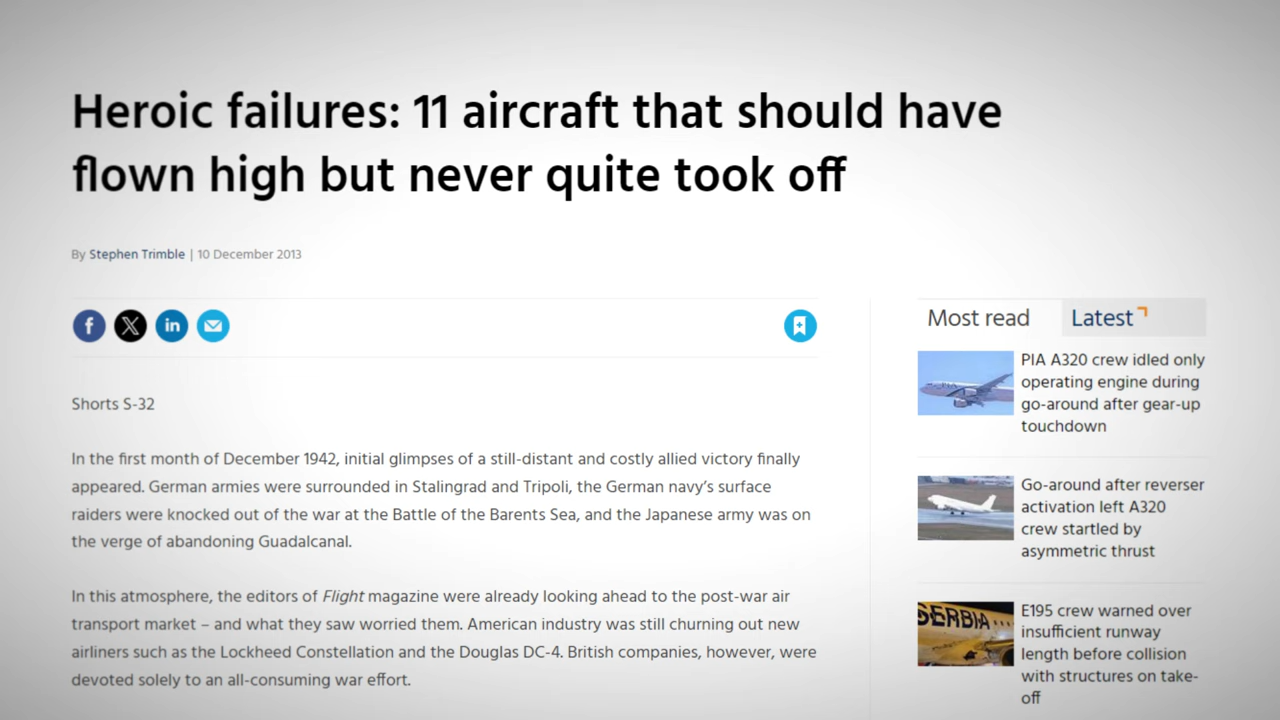 Heroic failures: 11 aircraft that should have
flown high but never quite took off
By Stephen Trimble | 10 December 2013
Shorts S-32
In the first month of December 1942, initial glimpses of a still-distant and costly allied victory finally
appeared. German armies were surrounded in Stalingrad and Tripoli, the German navy's surface
raiders were knocked out of the war at the Battle of the Barents Sea, and the Japanese army was on
the verge of abandoning Guadalcanal.
In this atmosphere, the editors of Flight magazine were already looking ahead to the post-war air
transport market – and what they saw worried them. American industry was still churning out new
airliners such as the Lockheed Constellation and the Douglas DC-4. British companies, however, were
devoted solely to an all-consuming war effort.
Most read
Latest
PIA A320 crew idled only
operating engine during
go-around after gear-up
touchdown
Go-around after reverser
activation left A320
crew startled by
asymmetric thrust
SERBIA
E195 crew warned over
insufficient runway
length before collision
with structures on take-
off